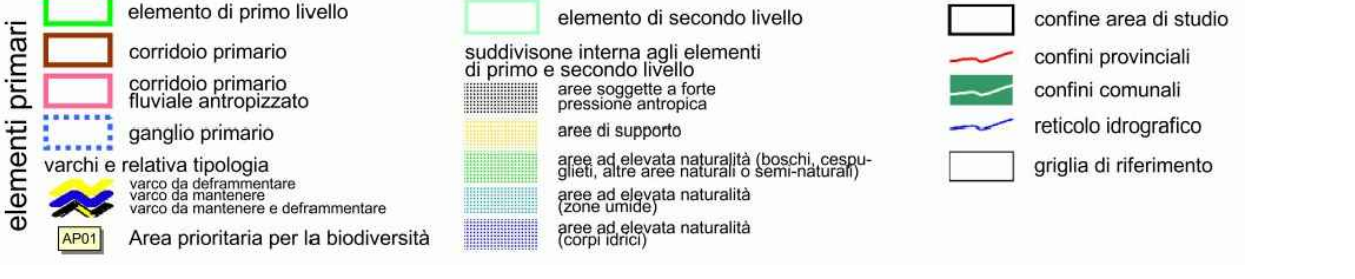 elementi primari
elemento di primo livello
corridoio primario
corridoio primario
fluviale antropizzato
ganglio primario
varchi e relativa tipologia
varco da deframmentare
varco da mantenere
varco da mantenere e deframmentare
AP01
Area prioritaria per la biodiversità
elemento di secondo livello
suddivisone interna agli elementi
di primo e secondo livello
aree soggette a forte
pressione antropica
aree di supporto
aree ad elevata naturalità (boschi, cespu-
glieti, altre aree naturali o semi-naturali)
aree ad elevata naturalità
(zone umide)
aree ad elevata naturalità
(corpi idrici)
confine area di studio
confini provinciali
confini comunali
reticolo idrografico
griglia di riferimento